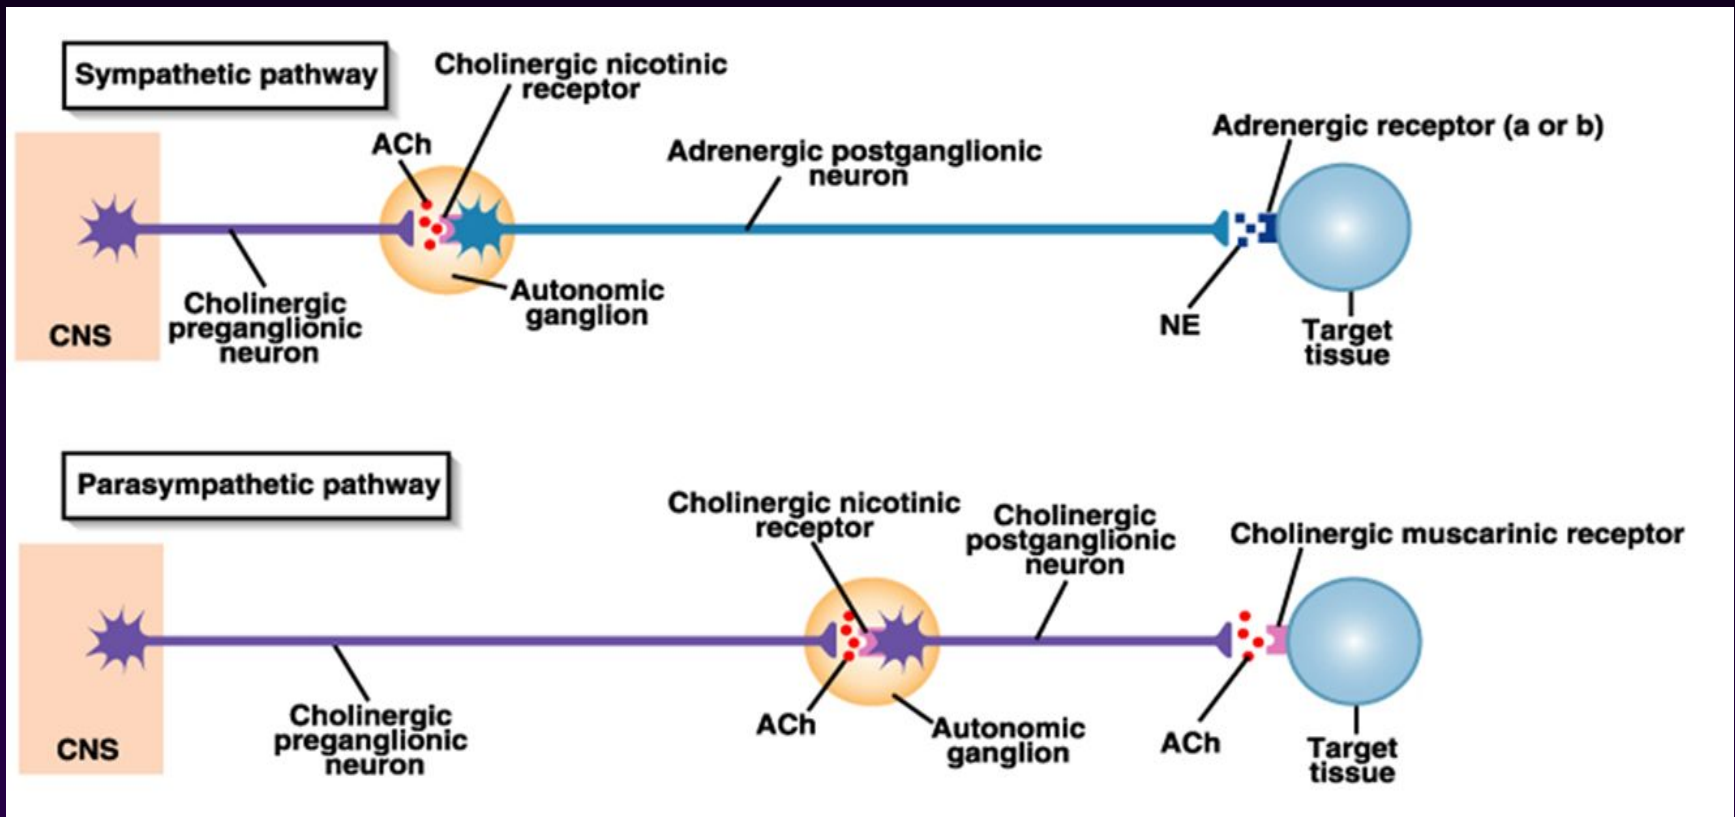 Sympathetic pathway
Cholinergic nicotinic
receptor
ACh
Adrenergic postganglionic
neuron
Adrenergic receptor (a or b)
CNS
Cholinergic
preganglionic
neuron
Autonomic
ganglion
NE
Target
tissue
Parasympathetic pathway
Cholinergic nicotinic
receptor
Cholinergic
postganglionic
neuron
Cholinergic muscarinic receptor
CNS
Cholinergic
preganglionic
neuron
ACh
Autonomic
ganglion
ACh
Target
tissue